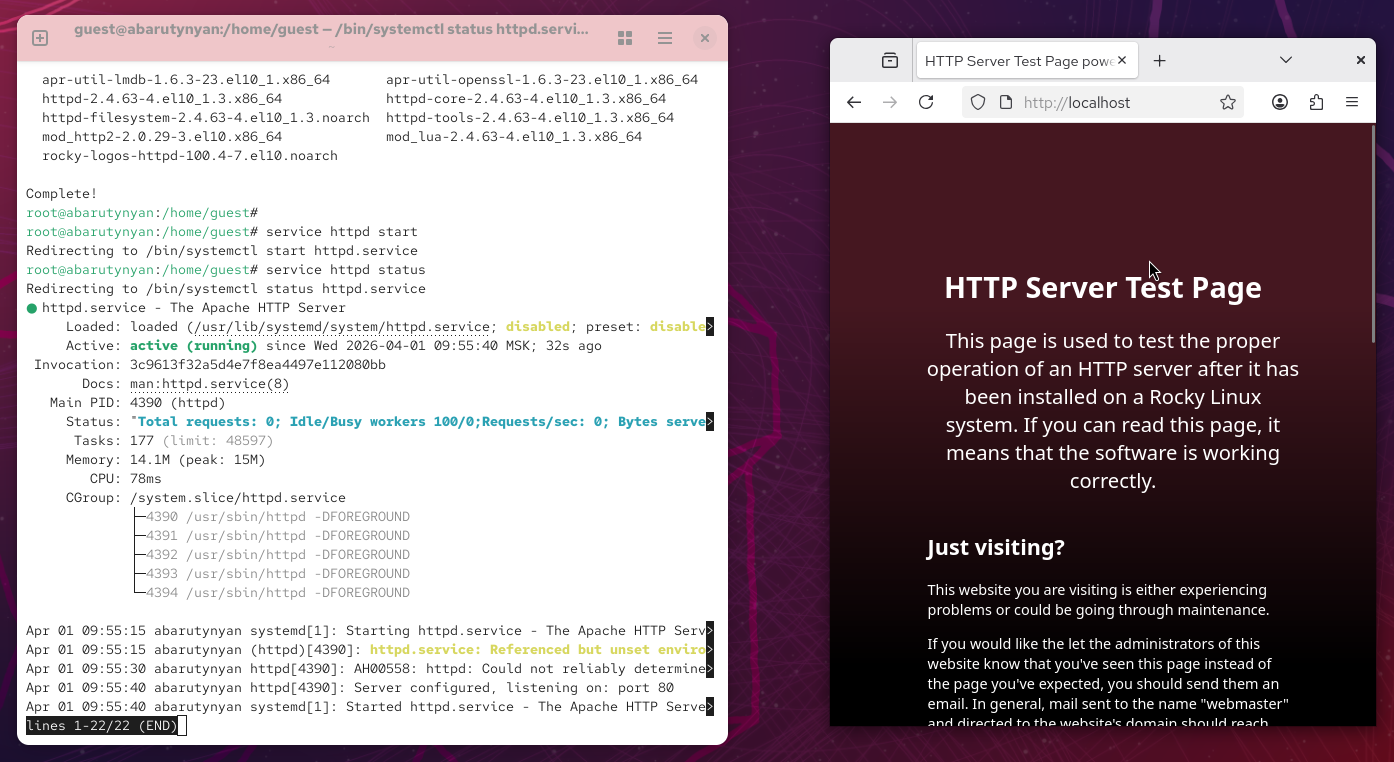 guest@abarutynyan:/home/guest — /bin/systemctl status httpd.servi...
~
apr-util-lmdb-1.6.3-23.el10_1.x86_64       apr-util-openssl-1.6.3-23.el10_1.x86_64
httpd-2.4.63-4.el10_1.3.x86_64             httpd-core-2.4.63-4.el10_1.3.x86_64
httpd-filesystem-2.4.63-4.el10_1.3.noarch  httpd-tools-2.4.63-4.el10_1.3.x86_64
mod_http2-2.0.29-3.el10.x86_64             mod_lua-2.4.63-4.el10_1.3.x86_64
rocky-logos-httpd-100.4-7.el10.noarch
Complete!
root@abarutynyan:/home/guest#
root@abarutynyan:/home/guest# service httpd start
Redirecting to /bin/systemctl start httpd.service
root@abarutynyan:/home/guest# service httpd status
Redirecting to /bin/systemctl status httpd.service
● httpd.service - The Apache HTTP Server
Loaded: loaded (/usr/lib/systemd/system/httpd.service; disabled; preset: disable>
Active: active (running) since Wed 2026-04-01 09:55:40 MSK; 32s ago
Invocation: 3c9613f32a5d4e7f8ea4497e112080bb
Docs: man:httpd.service(8)
Main PID: 4390 (httpd)
Status: "Total requests: 0; Idle/Busy workers 100/0;Requests/sec: 0; Bytes serve>
Tasks: 177 (limit: 48597)
Memory: 14.1M (peak: 15M)
CPU: 78ms
CGroup: /system.slice/httpd.service
├─4390 /usr/sbin/httpd -DFOREGROUND
├─4391 /usr/sbin/httpd -DFOREGROUND
├─4392 /usr/sbin/httpd -DFOREGROUND
├─4393 /usr/sbin/httpd -DFOREGROUND
└─4394 /usr/sbin/httpd -DFOREGROUND
Apr 01 09:55:15 abarutynyan systemd[1]: Starting httpd.service - The Apache HTTP Serv>
Apr 01 09:55:15 abarutynyan (httpd)[4390]: httpd.service: Referenced but unset enviro>
Apr 01 09:55:30 abarutynyan httpd[4390]: AH00558: httpd: Could not reliably determine>
Apr 01 09:55:40 abarutynyan httpd[4390]: Server configured, listening on: port 80
Apr 01 09:55:40 abarutynyan systemd[1]: Started httpd.service - The Apache HTTP Serve>
lines 1-22/22 (END)
HTTP Server Test Page powe
http://localhost
HTTP Server Test Page
This page is used to test the proper
operation of an HTTP server after it has
been installed on a Rocky Linux
system. If you can read this page, it
means that the software is working
correctly.
Just visiting?
This website you are visiting is either experiencing
problems or could be going through maintenance.
If you would like the let the administrators of this
website know that you've seen this page instead of
the page you've expected, you should send them an
email. In general, mail sent to the name "webmaster"
and directed to the website's domain should reach